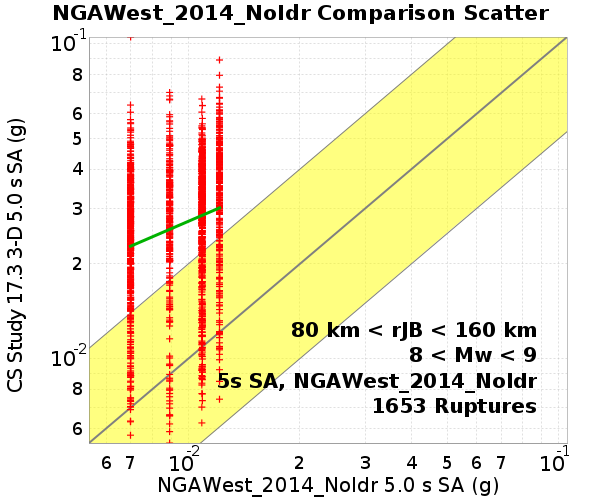 NGAWest_2014_NoIdr Comparison Scatter
CS Study 17.3 3-D 5.0 s SA (g)
10-1
8
6
5
4
3
2
10-2
8
6
80 km < rJB < 160 km
8 < Mw < 9
5s SA, NGAWest_2014_NoIdr
1653 Ruptures
6 7 10-2 2 3 4 5 6 7 10-1
NGAWest_2014_NoIdr 5.0 s SA (g)